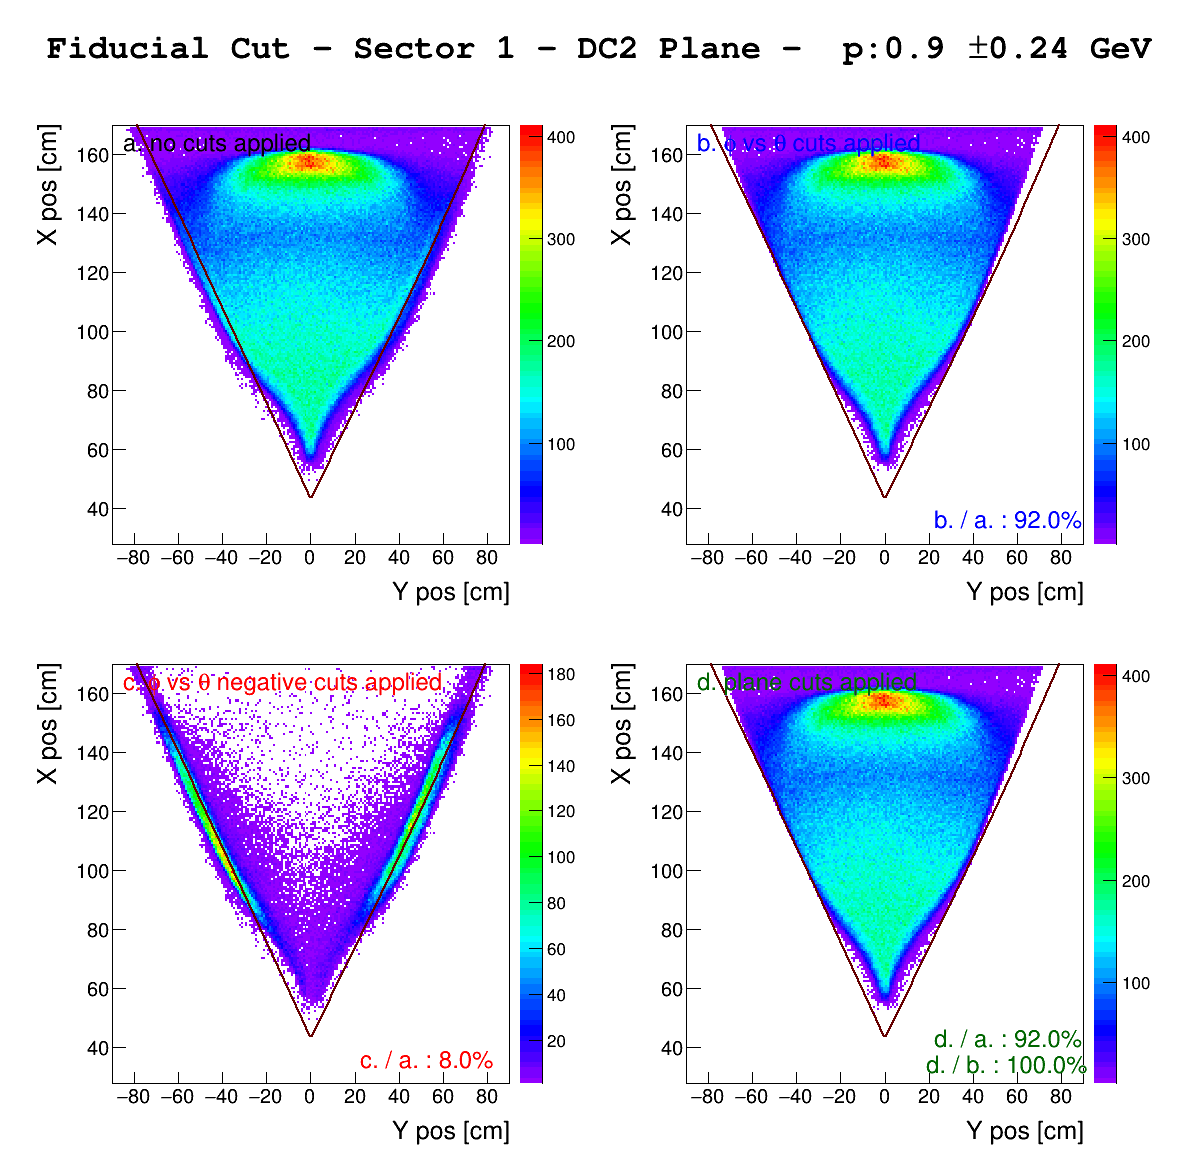 Fiducial Cut - Sector 1 - DC2 Plane - p:0.9 ±0.24 GeV
X pos [cm]
a. no cuts applied
160
140
120
100
80
60
40
−80 −60 −40 −20 0 20 40 60 80
Y pos [cm]
400
300
200
100
X pos [cm]
b. ϕ vs θ cuts applied
160
140
120
100
80
60
40
b. / a. : 92.0%
−80 −60 −40 −20 0 20 40 60 80
Y pos [cm]
400
300
200
100
X pos [cm]
c. ϕ vs θ negative cuts applied
160
140
120
100
80
60
40
c. / a. : 8.0%
−80 −60 −40 −20 0 20 40 60 80
Y pos [cm]
180
160
140
120
100
80
60
40
20
X pos [cm]
d. plane cuts applied
160
140
120
100
80
60
40
d. / a. : 92.0%
d. / b. : 100.0%
−80 −60 −40 −20 0 20 40 60 80
Y pos [cm]
400
300
200
100